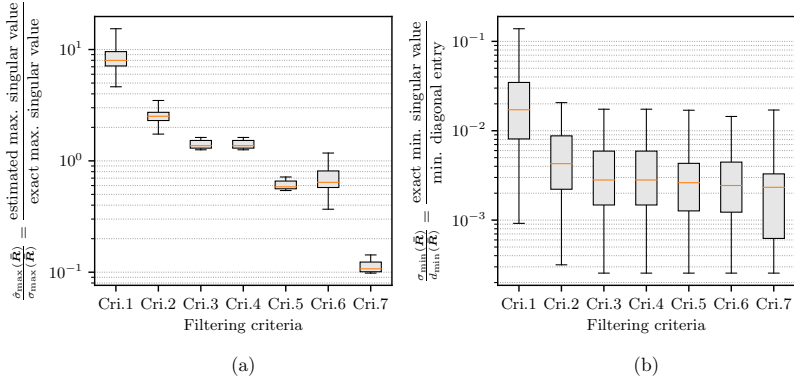 σ̂max(R̄)/σmax(R̄) = estimated max. singular value / exact max. singular value
10¹
10⁰
10⁻¹
Cri.1 Cri.2 Cri.3 Cri.4 Cri.5 Cri.6 Cri.7
Filtering criteria
(a)
σmin(R̄)/dmin(R̄) = exact min. singular value / min. diagonal entry
10⁻¹
10⁻²
10⁻³
Cri.1 Cri.2 Cri.3 Cri.4 Cri.5 Cri.6 Cri.7
Filtering criteria
(b)